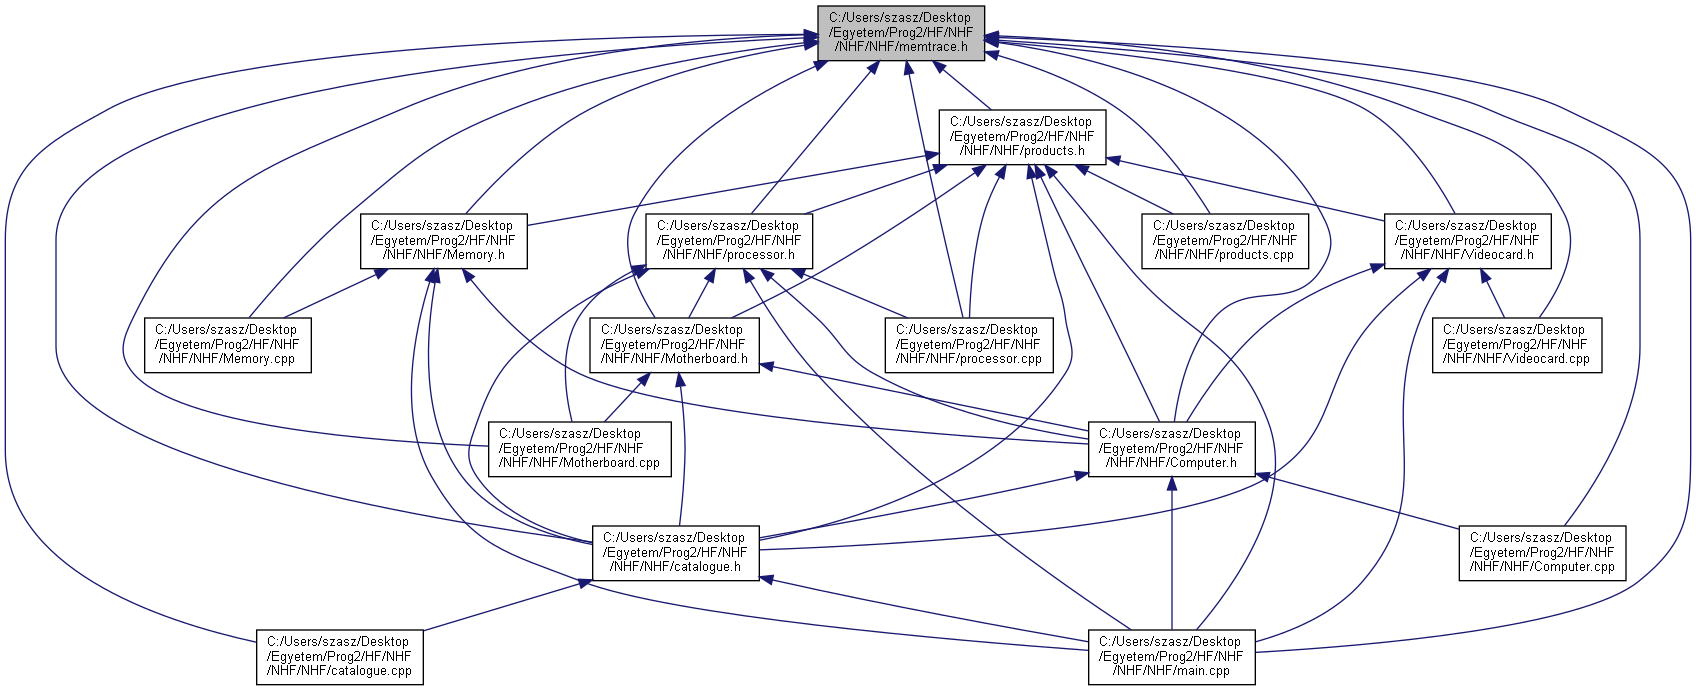 C:/Users/szasz/Desktop
/Egyetem/Prog2/HF/NHF
/NHF/NHF/memtrace.h
C:/Users/szasz/Desktop
/Egyetem/Prog2/HF/NHF
/NHF/NHF/products.h
C:/Users/szasz/Desktop
/Egyetem/Prog2/HF/NHF
/NHF/NHF/Memory.h
C:/Users/szasz/Desktop
/Egyetem/Prog2/HF/NHF
/NHF/NHF/processor.h
C:/Users/szasz/Desktop
/Egyetem/Prog2/HF/NHF
/NHF/NHF/products.cpp
C:/Users/szasz/Desktop
/Egyetem/Prog2/HF/NHF
/NHF/NHF/Videocard.h
C:/Users/szasz/Desktop
/Egyetem/Prog2/HF/NHF
/NHF/NHF/Memory.cpp
C:/Users/szasz/Desktop
/Egyetem/Prog2/HF/NHF
/NHF/NHF/Motherboard.h
C:/Users/szasz/Desktop
/Egyetem/Prog2/HF/NHF
/NHF/NHF/processor.cpp
C:/Users/szasz/Desktop
/Egyetem/Prog2/HF/NHF
/NHF/NHF/Videocard.cpp
C:/Users/szasz/Desktop
/Egyetem/Prog2/HF/NHF
/NHF/NHF/Motherboard.cpp
C:/Users/szasz/Desktop
/Egyetem/Prog2/HF/NHF
/NHF/NHF/Computer.h
C:/Users/szasz/Desktop
/Egyetem/Prog2/HF/NHF
/NHF/NHF/catalogue.h
C:/Users/szasz/Desktop
/Egyetem/Prog2/HF/NHF
/NHF/NHF/Computer.cpp
C:/Users/szasz/Desktop
/Egyetem/Prog2/HF/NHF
/NHF/NHF/catalogue.cpp
C:/Users/szasz/Desktop
/Egyetem/Prog2/HF/NHF
/NHF/NHF/main.cpp